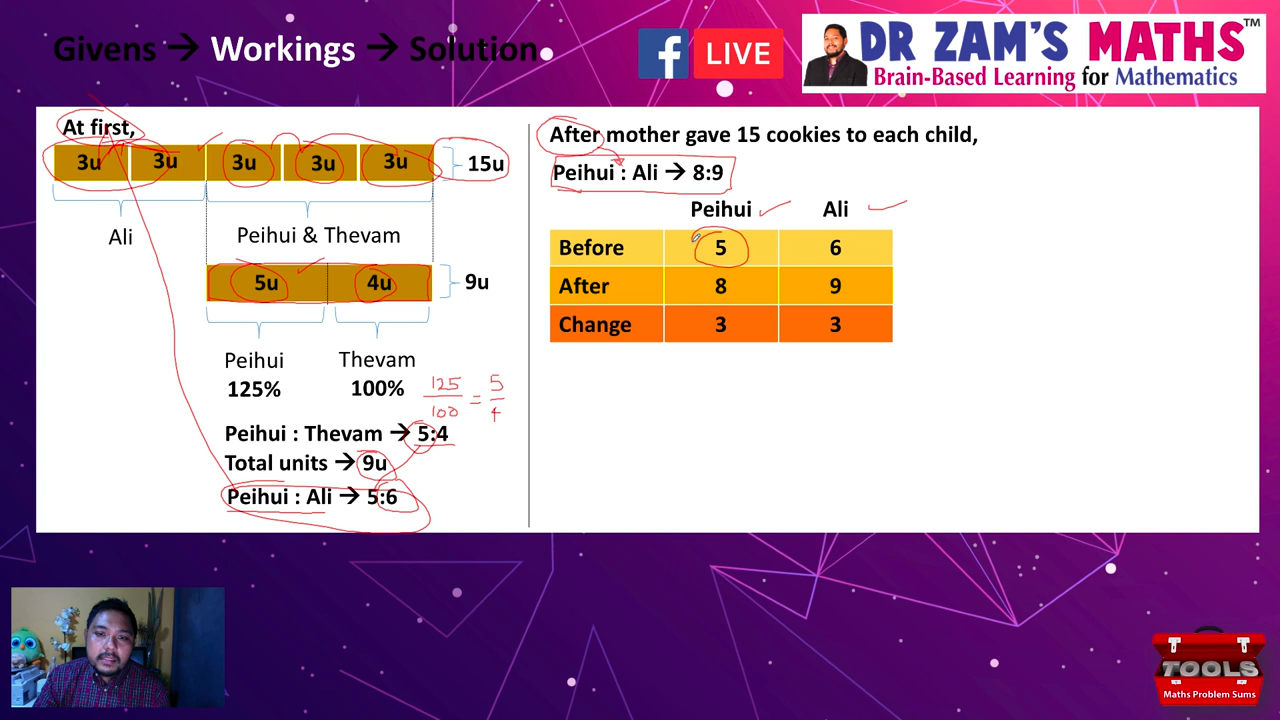 Givens → Workings → Solution
f LIVE
DR ZAM'S MATHS™
Brain-Based Learning for Mathematics
At first,
3u 3u 3u 3u 3u 15u
Ali Peihui & Thevam
5u 4u 9u
Peihui Thevam
125% 100%
125/100 = 5/4
Peihui : Thevam → 5:4
Total units → 9u
Peihui : Ali → 5:6
After mother gave 15 cookies to each child,
Peihui : Ali → 8:9
Peihui Ali
Before 5 6
After 8 9
Change 3 3
TOOLS
Maths Problem Sums